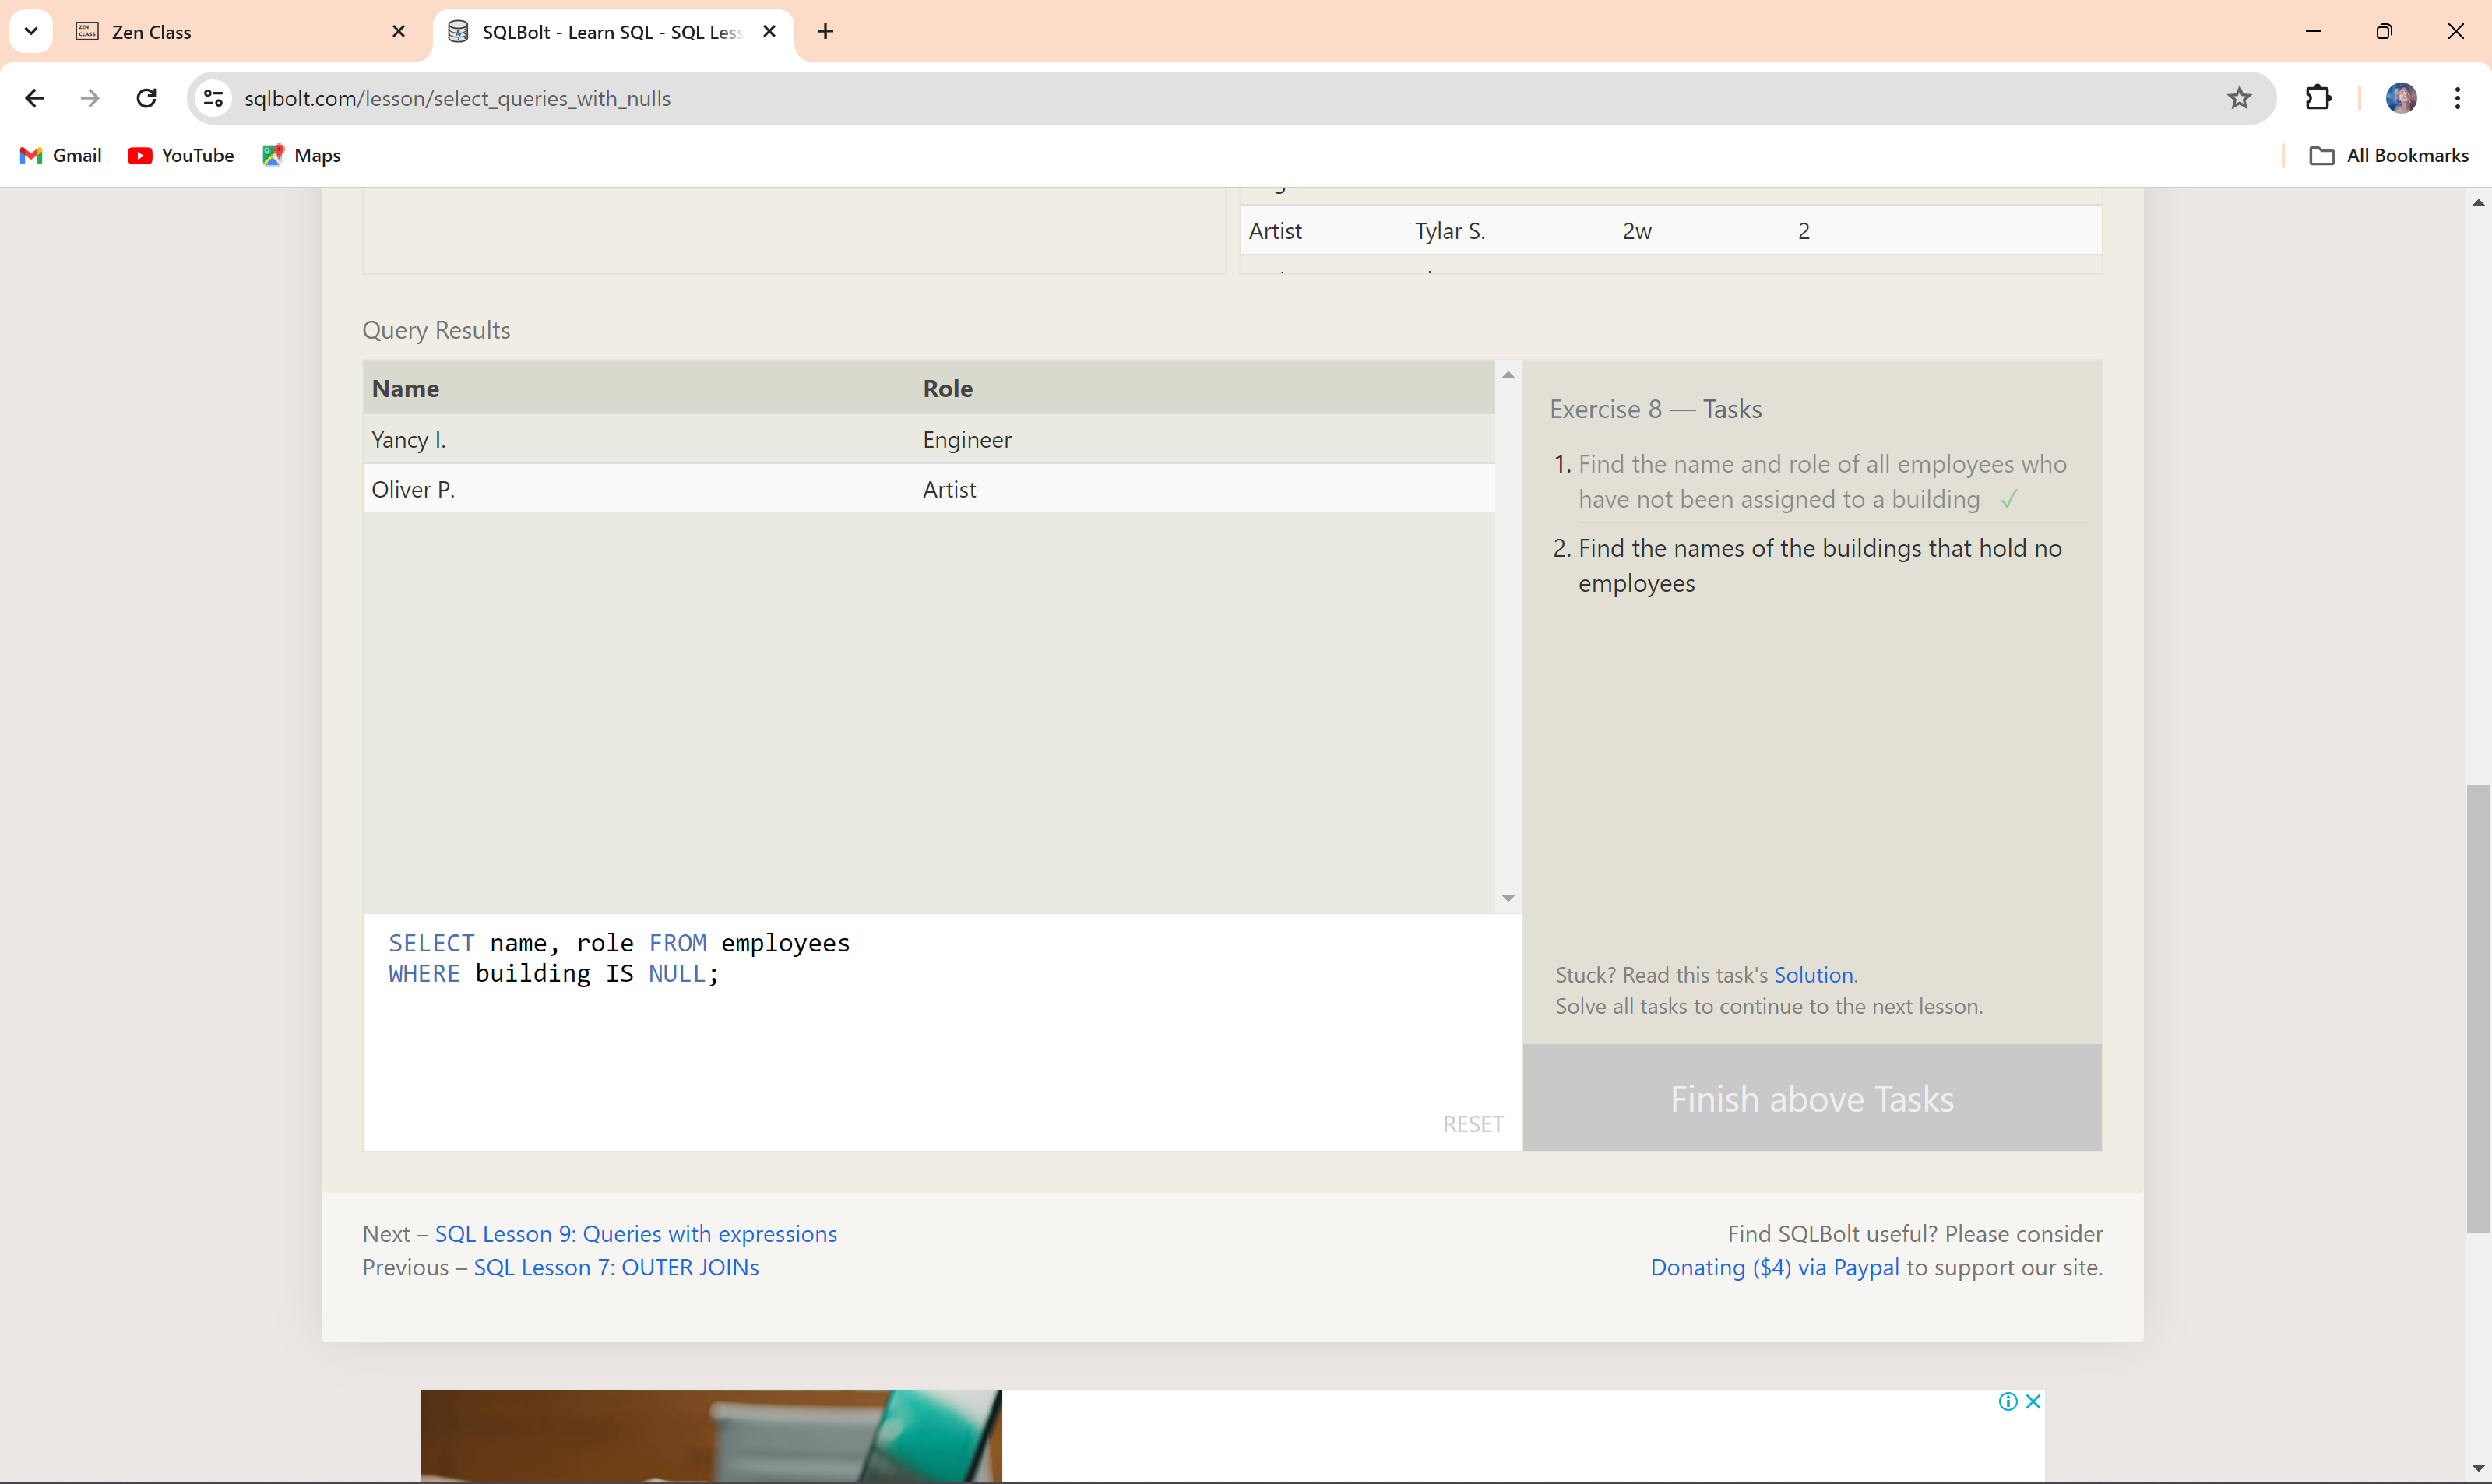 Zen Class
SQLBolt - Learn SQL - SQL Les
sqlbolt.com/lesson/select_queries_with_nulls
Gmail
YouTube
Maps
All Bookmarks
Artist Tylar S. 2w 2
Query Results
Name Role
Yancy I. Engineer
Oliver P. Artist
Exercise 8 — Tasks
1. Find the name and role of all employees who
have not been assigned to a building ✓
2. Find the names of the buildings that hold no
employees
SELECT name, role FROM employees
WHERE building IS NULL;
RESET
Stuck? Read this task's Solution.
Solve all tasks to continue to the next lesson.
Finish above Tasks
Next – SQL Lesson 9: Queries with expressions
Previous – SQL Lesson 7: OUTER JOINs
Find SQLBolt useful? Please consider
Donating ($4) via Paypal to support our site.